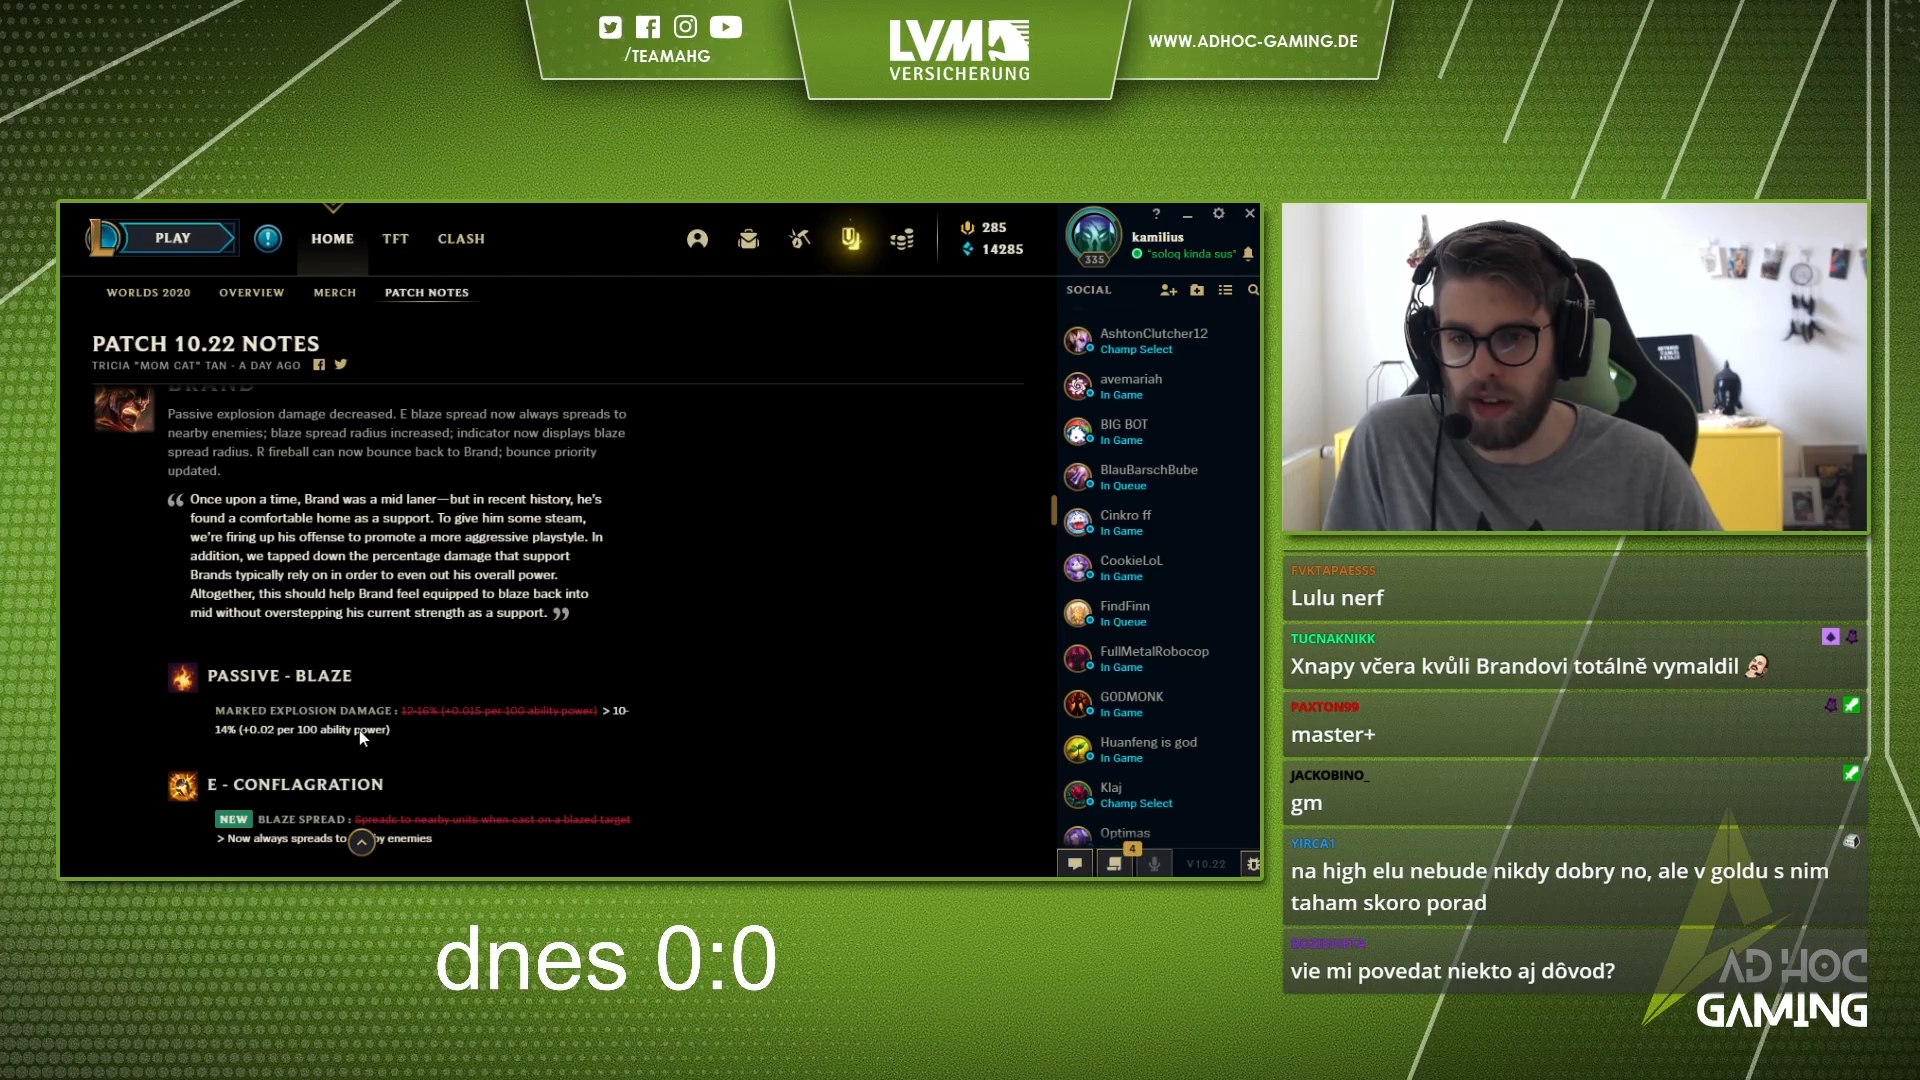 /TEAMAHG
LVM
VERSICHERUNG
WWW.ADHOC-GAMING.DE
PLAY
HOME
TFT
CLASH
285
14285
?
335
kamilius
"soloq kinda sus"
WORLDS 2020
OVERVIEW
MERCH
PATCH NOTES
SOCIAL
PATCH 10.22 NOTES
TRICIA "MOM CAT" TAN - A DAY AGO
BRAND
Passive explosion damage decreased. E blaze spread now always spreads to
nearby enemies; blaze spread radius increased; indicator now displays blaze
spread radius. R fireball can now bounce back to Brand; bounce priority
updated.
“ Once upon a time, Brand was a mid laner—but in recent history, he's
found a comfortable home as a support. To give him some steam,
we're firing up his offense to promote a more aggressive playstyle. In
addition, we tapped down the percentage damage that support
Brands typically rely on in order to even out his overall power.
Altogether, this should help Brand feel equipped to blaze back into
mid without overstepping his current strength as a support. ”
PASSIVE - BLAZE
MARKED EXPLOSION DAMAGE : 12-16% (+0.015 per 100 ability power) > 10-
14% (+0.02 per 100 ability power)
E - CONFLAGRATION
NEW BLAZE SPREAD : Spreads to nearby units when cast on a blazed target
> Now always spreads to by enemies
AshtonClutcher12
Champ Select
avemariah
In Game
BIG BOT
In Game
BlauBarschBube
In Queue
Cinkro ff
In Game
CookieLoL
In Game
FindFinn
In Queue
FullMetalRobocop
In Game
GODMONK
In Game
Huanfeng is god
In Game
Klaj
Champ Select
Optimas
4
V10.22
FVKTAPAESSS
Lulu nerf
TUCNAKNIKK
Xnapy včera kvůli Brandovi totálně vymaldil
PAXTON99
master+
JACKOBINO_
gm
YIRCA1
na high elu nebude nikdy dobry no, ale v goldu s nim
taham skoro porad
vie mi povedat niekto aj dôvod?
dnes 0:0
AD HOC
GAMING